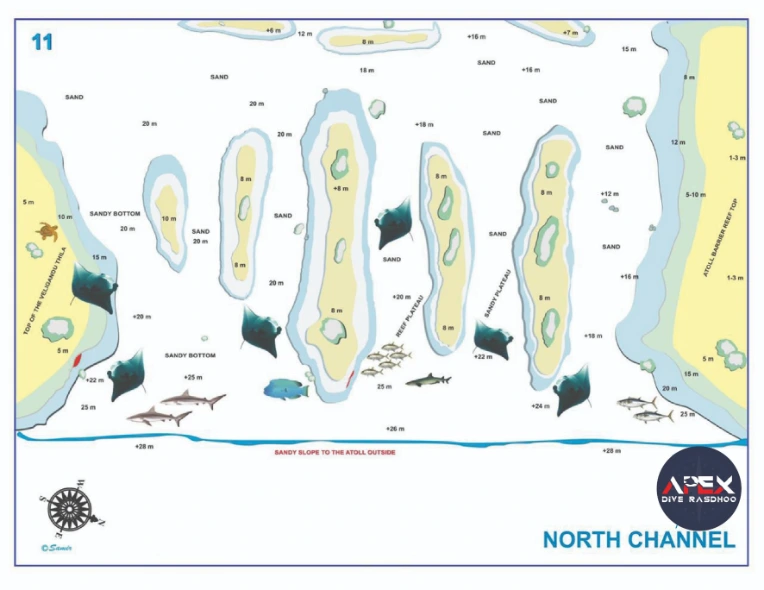 11
+6 m
12 m
8 m
+16 m
+7 m
15 m
18 m
SAND
+16 m
SAND
8 m
SAND
20 m
SAND
20 m
+18 m
20 m
SAND
12 m
SAND
1-3 m
8 m
8 m
+8 m
8 m
5 m
10 m
SANDY BOTTOM
20 m
10 m
SAND
20 m
SAND
SAND
+12 m
5-10 m
ATOLL BARRIER REEF TOP
SAND
15 m
TOP OF THE VELIGANDU THILA
8 m
20 m
SAND
+16 m
1-3 m
+20 m
REEF PLATEAU
SANDY PLATEAU
8 m
+20 m
8 m
8 m
+18 m
5 m
SANDY BOTTOM
+22 m
5 m
+22 m
+25 m
25 m
15 m
20 m
25 m
+24 m
25 m
+26 m
+28 m
SANDY SLOPE TO THE ATOLL OUTSIDE
+28 m
APEX
DIVE RASDHOO
W
S
N
E
©Samir
NORTH CHANNEL